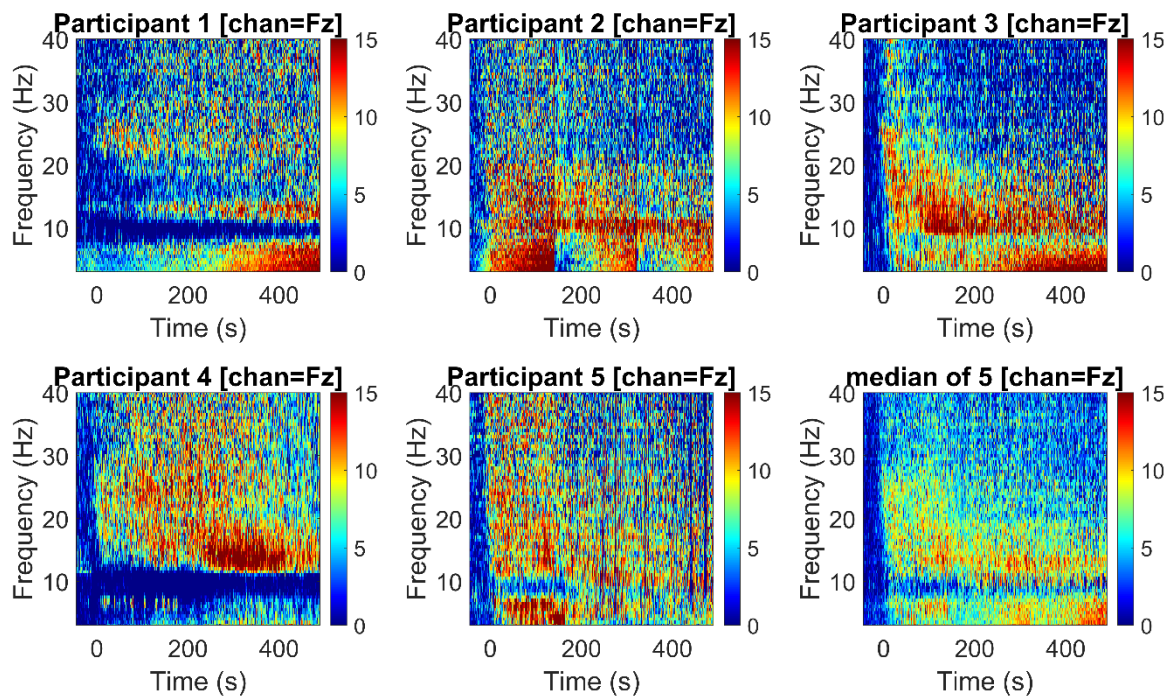 Participant 1 [chan=Fz]
Participant 2 [chan=Fz]
Participant 3 [chan=Fz]
Frequency (Hz)
40
30
20
10
15
10
5
0
0 200 400
Time (s)
Frequency (Hz)
40
30
20
10
15
10
5
0
0 200 400
Time (s)
Frequency (Hz)
40
30
20
10
15
10
5
0
0 200 400
Time (s)
Participant 4 [chan=Fz]
Participant 5 [chan=Fz]
median of 5 [chan=Fz]
Frequency (Hz)
40
30
20
10
15
10
5
0
0 200 400
Time (s)
Frequency (Hz)
40
30
20
10
15
10
5
0
0 200 400
Time (s)
Frequency (Hz)
40
30
20
10
15
10
5
0
0 200 400
Time (s)